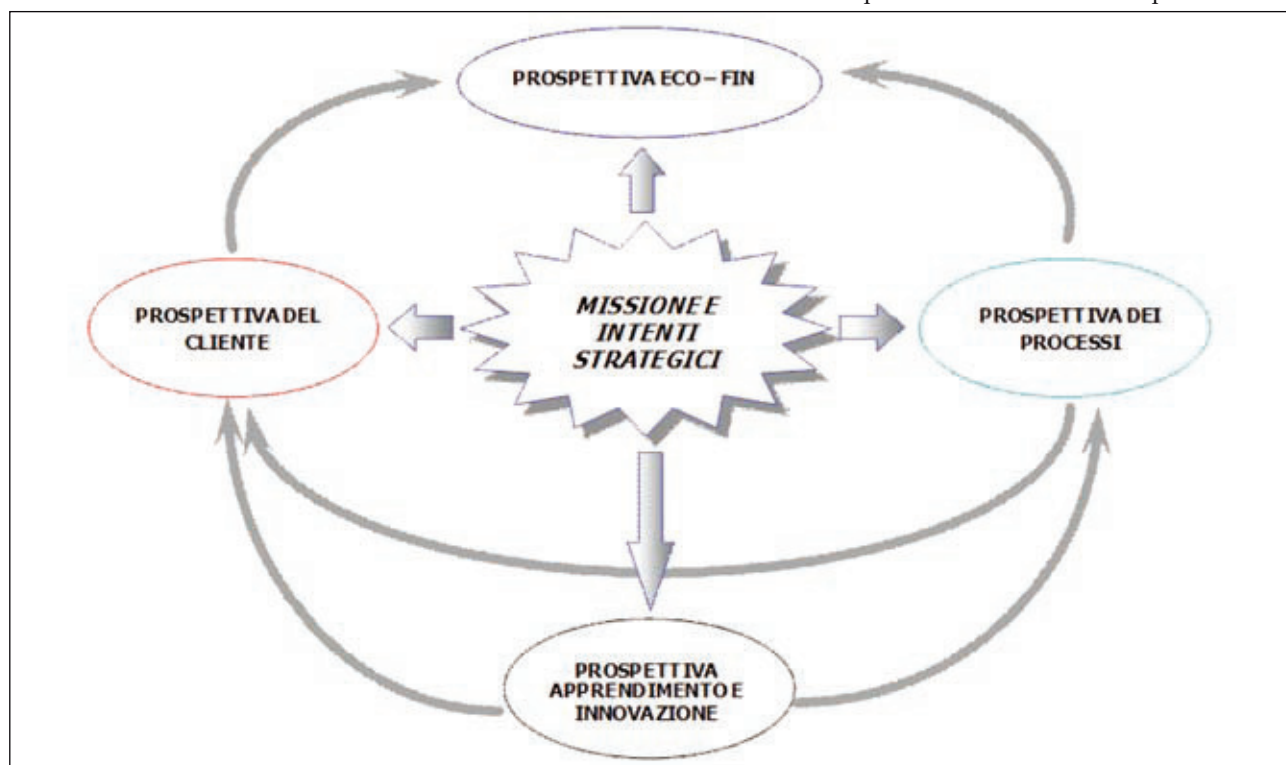 PROSPETTIVA ECO – FIN
MISSIONE E
INTENTI
STRATEGICI
PROSPETTIVA DEL
CLIENTE
PROSPETTIVA DEI
PROCESSI
PROSPETTIVA
APPRENDIMENTO E
INNOVAZIONE